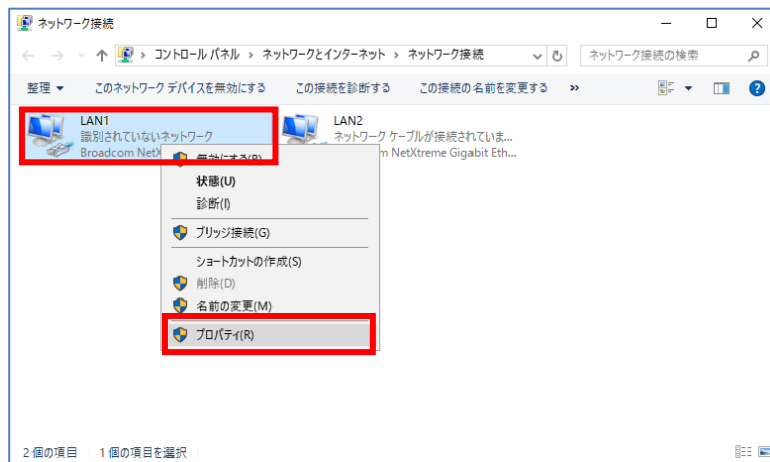 ネットワーク接続
コントロール パネル › ネットワークとインターネット › ネットワーク接続
ネットワーク接続の検索
整理 このネットワーク デバイスを無効にする この接続を診断する この接続の名前を変更する »
LAN1
識別されていないネットワーク
Broadcom NetX
LAN2
ネットワーク ケーブルが接続されていま...
m NetXtreme Gigabit Eth...
無効にする(B)
状態(U)
診断(I)
ブリッジ接続(G)
ショートカットの作成(S)
削除(D)
名前の変更(M)
プロパティ(R)
2 個の項目 1 個の項目を選択